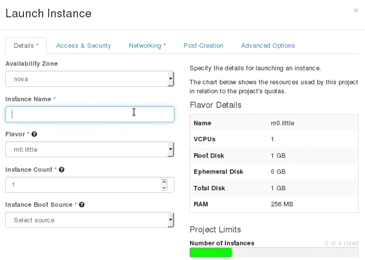 Launch Instance
×
Details *
Access & Security
Networking *
Post-Creation
Advanced Options
Availability Zone
nova
Instance Name *
Flavor *
m0.little
Instance Count *
1
Instance Boot Source *
Select source
Specify the details for launching an instance.
The chart below shows the resources used by this project
in relation to the project's quotas.
Flavor Details
Name m0.little
VCPUs 1
Root Disk 1 GB
Ephemeral Disk 0 GB
Total Disk 1 GB
RAM 256 MB
Project Limits
Number of Instances 0 of 4 Used